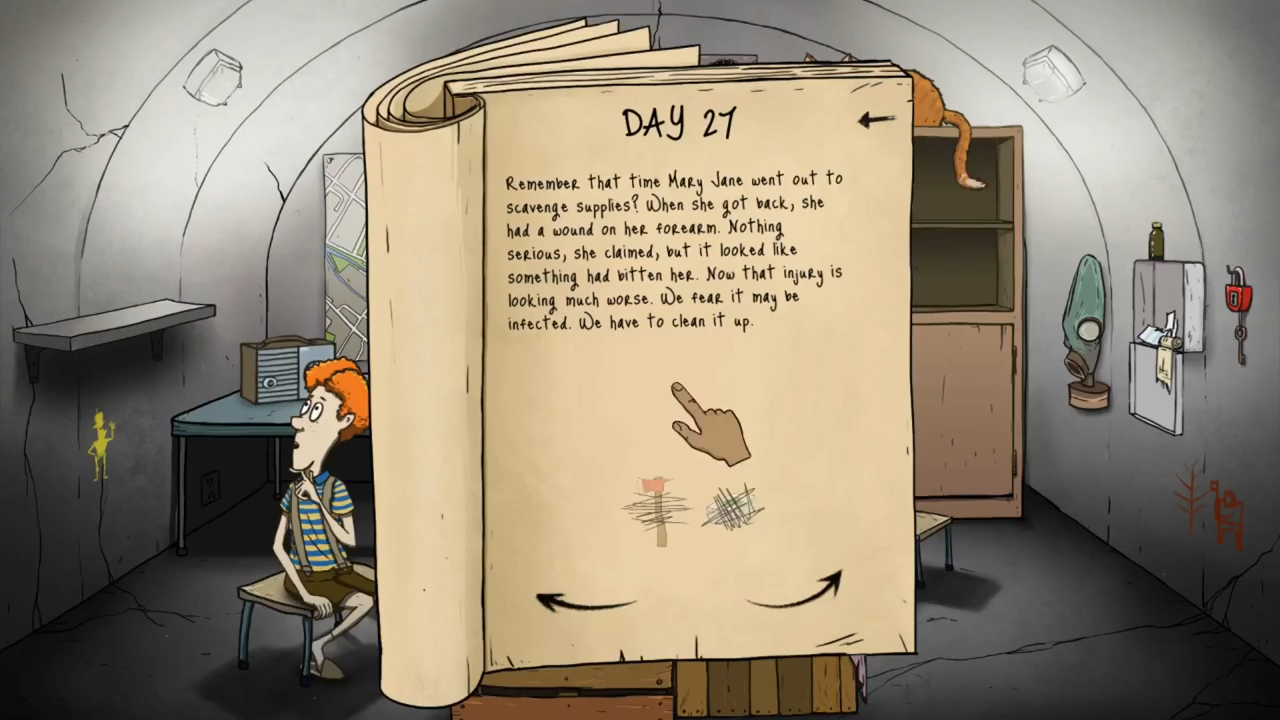 DAY 27
Remember that time Mary Jane went out to
scavenge supplies? When she got back, she
had a wound on her forearm. Nothing
serious, she claimed, but it looked like
something had bitten her. Now that injury is
looking much worse. We fear it may be
infected. We have to clean it up.